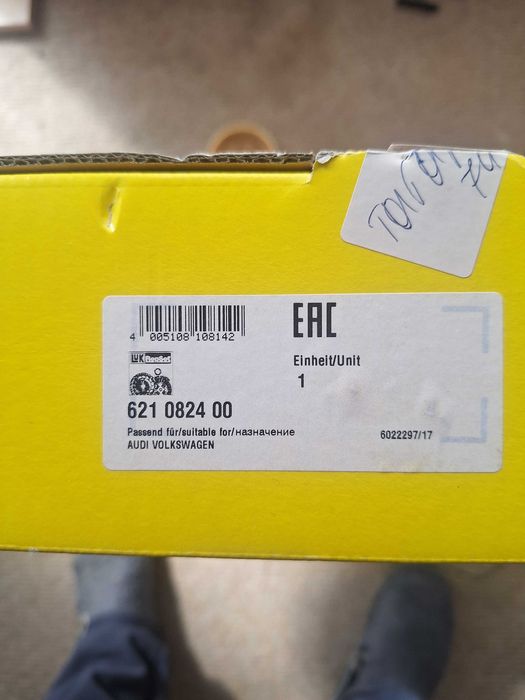 EAC
4 005108 108142
Einheit/Unit
1
LuK
621 0824 00
Passend für/suitable for/назначение
6022297/17
AUDI VOLKSWAGEN